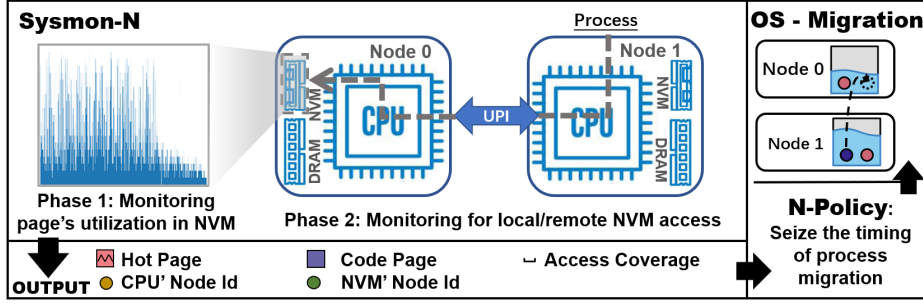 Sysmon-N
Process
OS - Migration
Node 0
Node 1
NVM
DRAM
CPU
UPI
CPU
NVM
DRAM
Node 0
Node 1
Phase 1: Monitoring
page's utilization in NVM
Phase 2: Monitoring for local/remote NVM access
N-Policy:
Seize the timing
of process
migration
OUTPUT
Hot Page
Code Page
Access Coverage
CPU' Node Id
NVM' Node Id